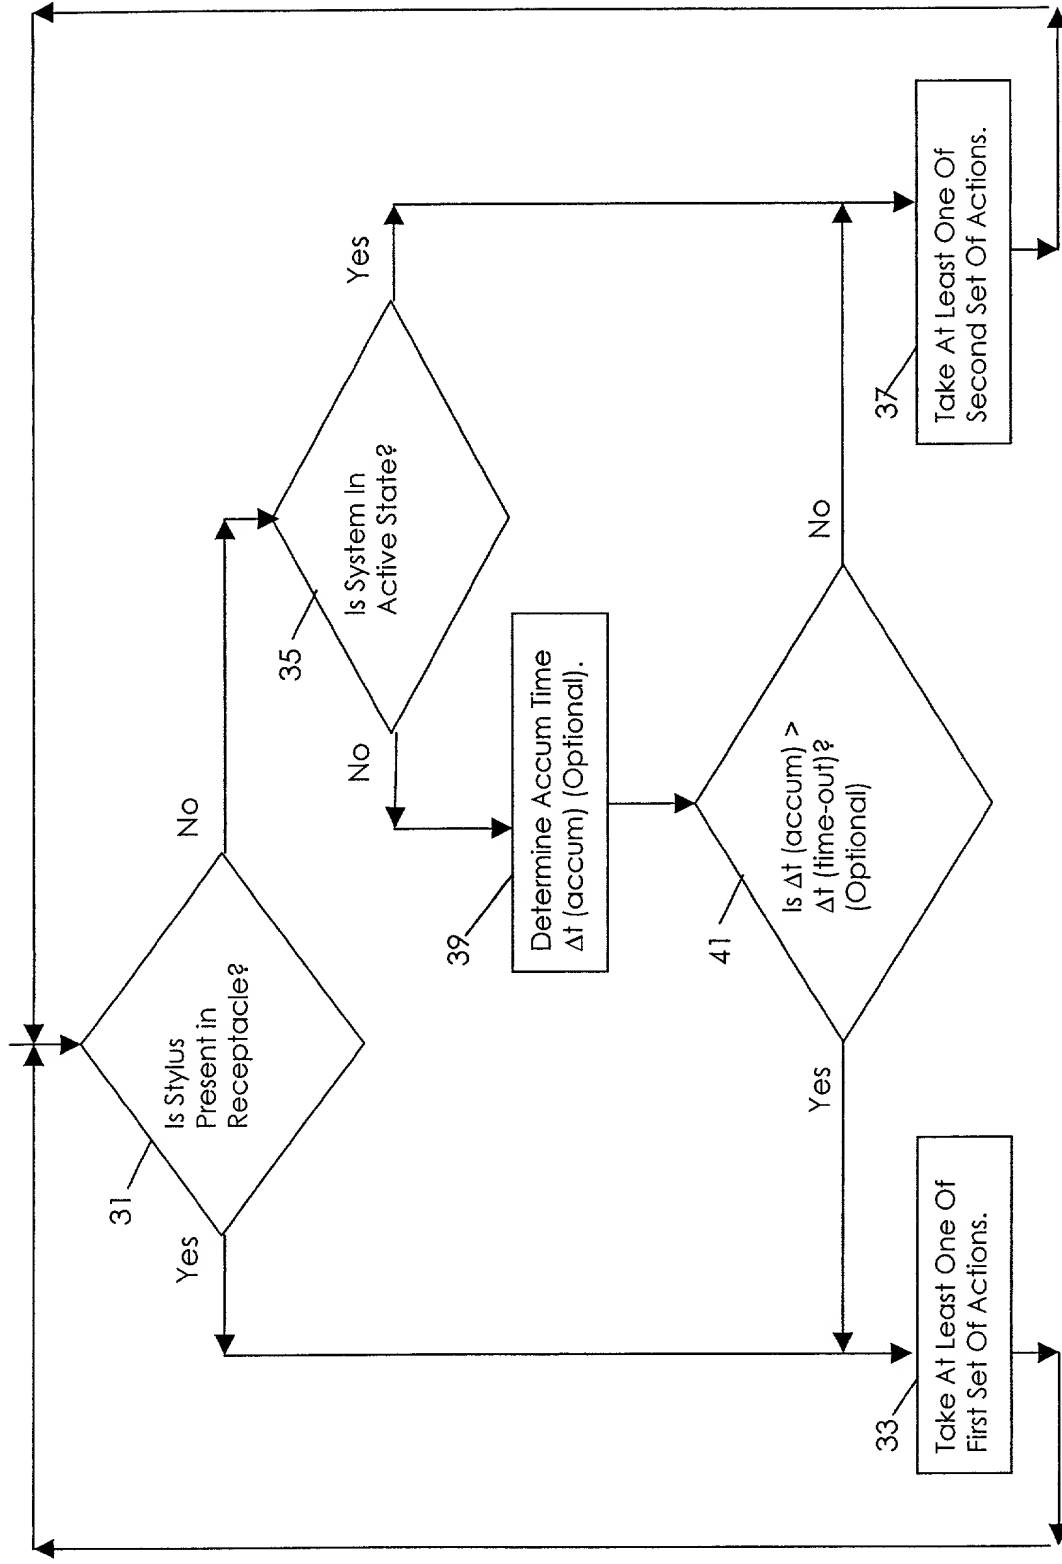 31
Is Stylus
Present in
Receptacle?
Yes
No
35
Is System In
Active State?
No
Yes
39
Determine Accum Time
Δt (accum) (Optional).
41
Is Δt (accum) >
Δt (time-out)?
(Optional)
Yes
No
33
Take At Least One Of
First Set Of Actions.
37
Take At Least One Of
Second Set Of Actions.